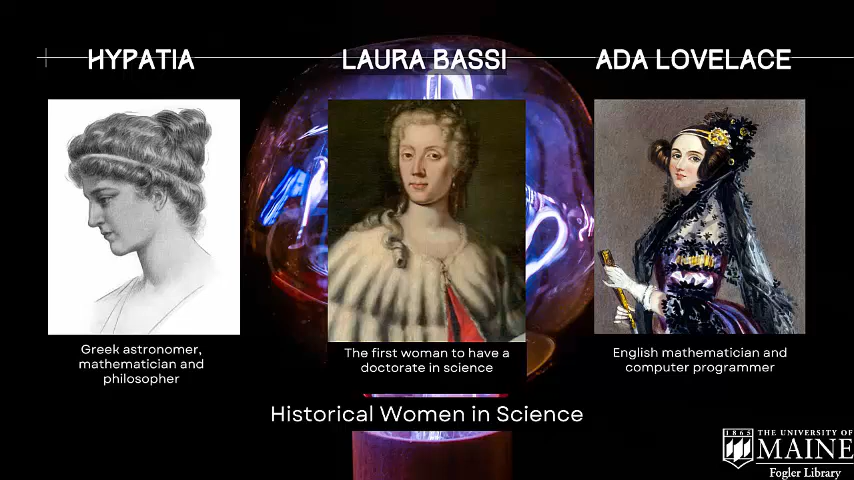 HYPATIA
LAURA BASSI
ADA LOVELACE
Greek astronomer,
mathematician and
philosopher
The first woman to have a
doctorate in science
English mathematician and
computer programmer
Historical Women in Science
1865
THE UNIVERSITY OF
MAINE
Fogler Library